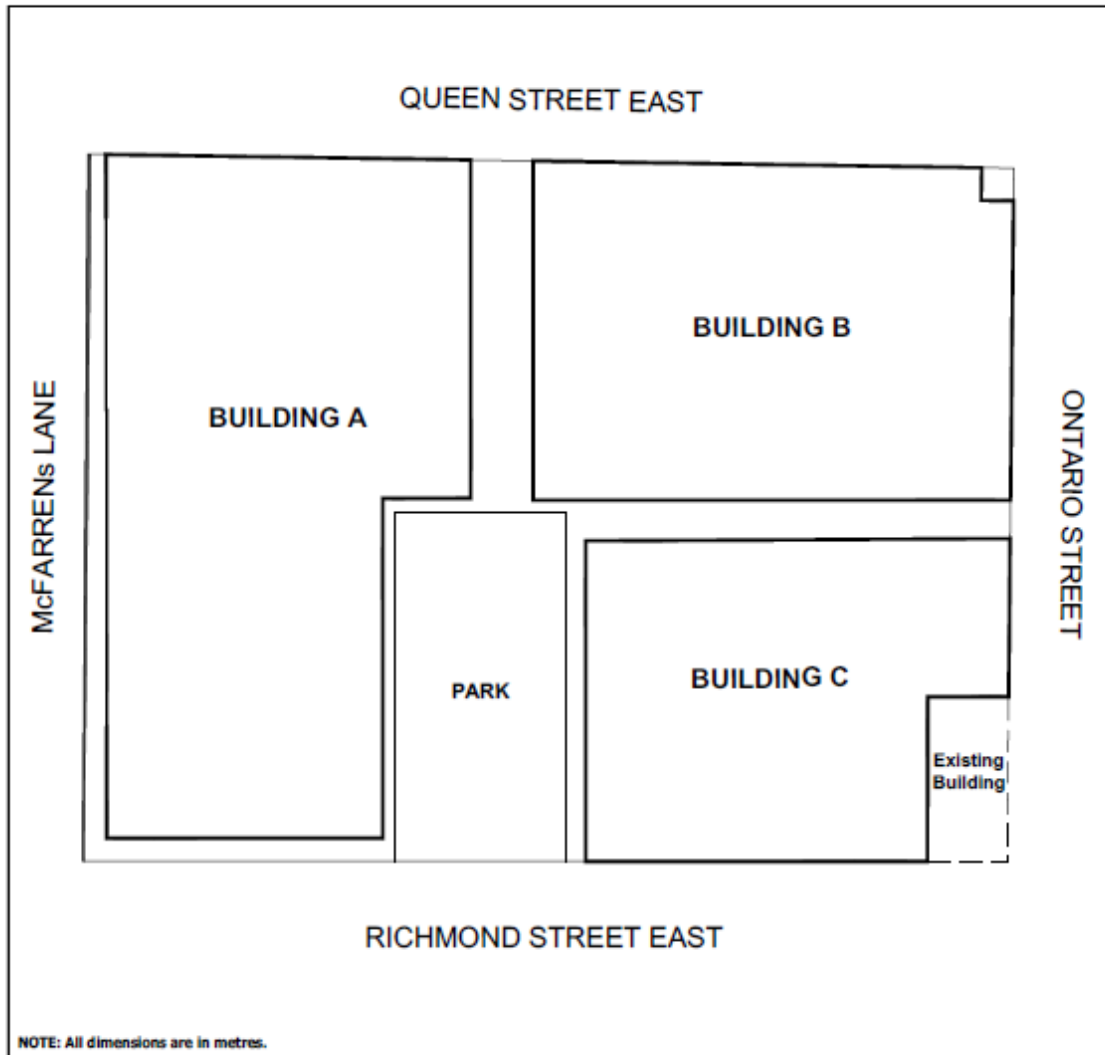 QUEEN STREET EAST
BUILDING B
BUILDING A
McFARRENs LANE
ONTARIO STREET
BUILDING C
PARK
Existing
Building
RICHMOND STREET EAST
NOTE: All dimensions are in metres.